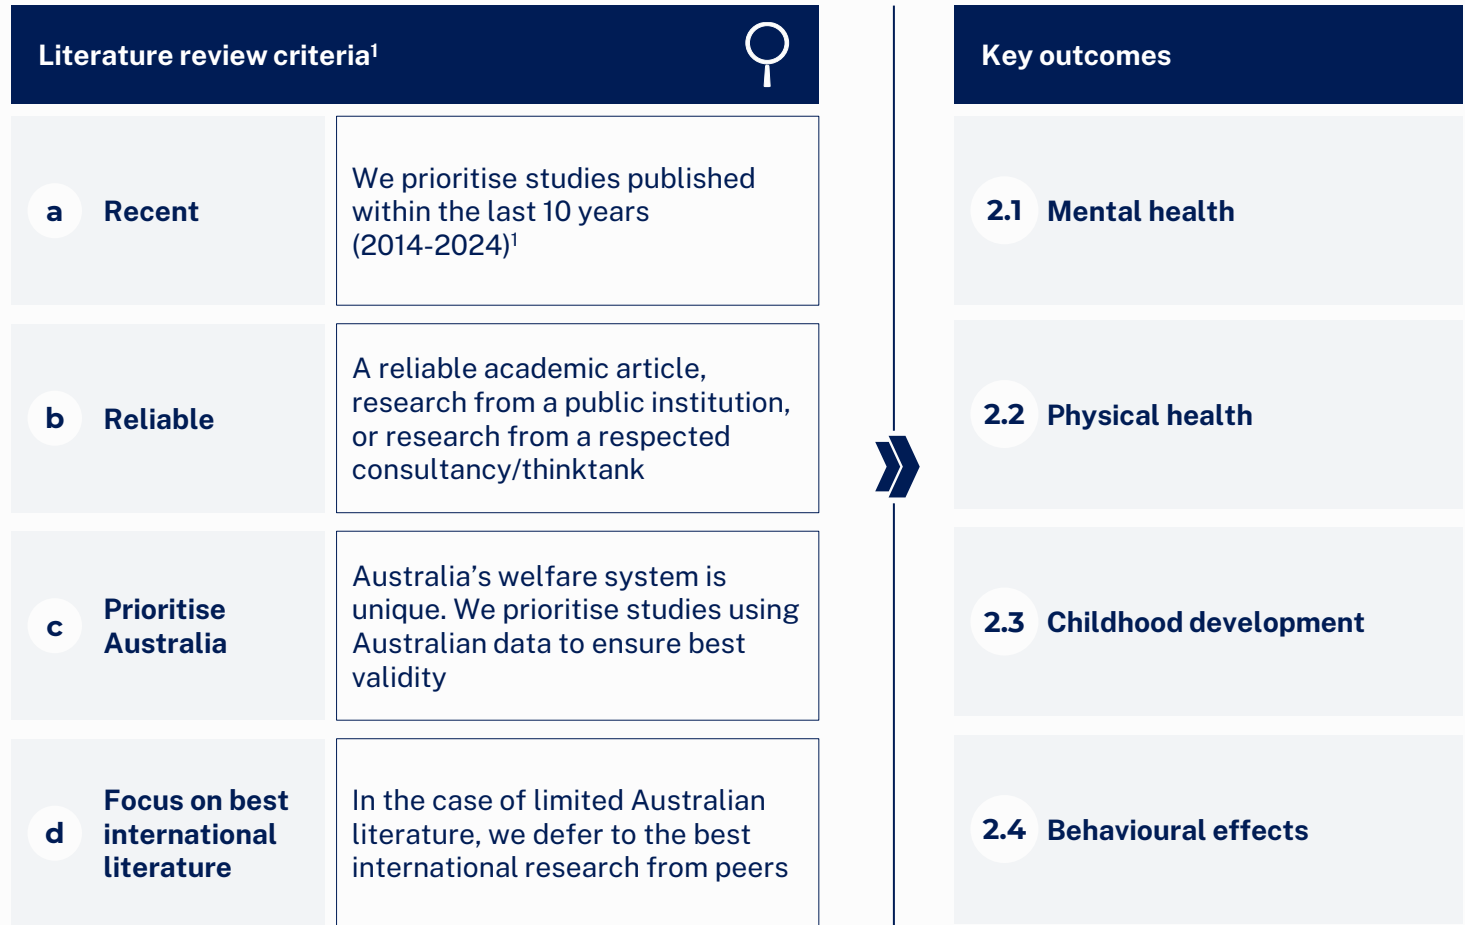 Literature review criteria¹
a
Recent
We prioritise studies published
within the last 10 years
(2014-2024)¹
b
Reliable
A reliable academic article,
research from a public institution,
or research from a respected
consultancy/thinktank
c
Prioritise
Australia
Australia’s welfare system is
unique. We prioritise studies using
Australian data to ensure best
validity
d
Focus on best
international
literature
In the case of limited Australian
literature, we defer to the best
international research from peers
Key outcomes
2.1 Mental health
2.2 Physical health
2.3 Childhood development
2.4 Behavioural effects